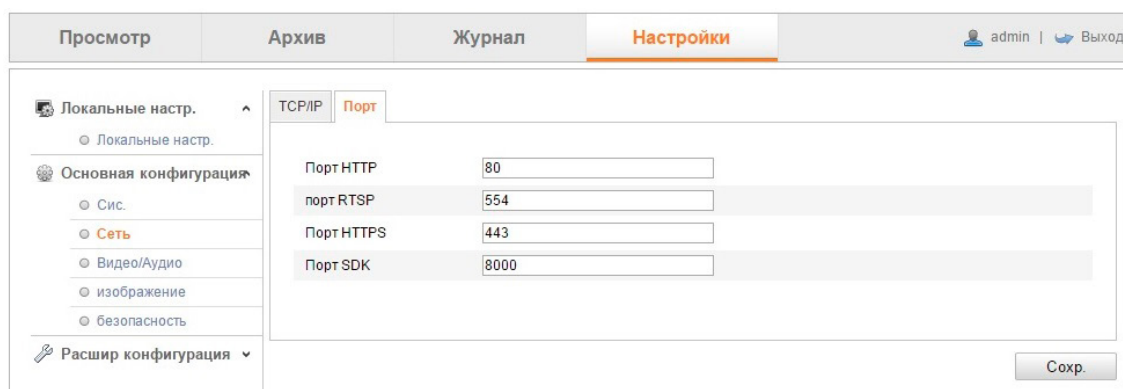 Просмотр Архив Журнал Настройки admin | Выход
Локальные настр.
Локальные настр.
Основная конфигурация
Сис.
Сеть
Видео/Аудио
изображение
безопасность
Расшир конфигурация
TCP/IP Порт
Порт HTTP 80
порт RTSP 554
Порт HTTPS 443
Порт SDK 8000
Сохр.